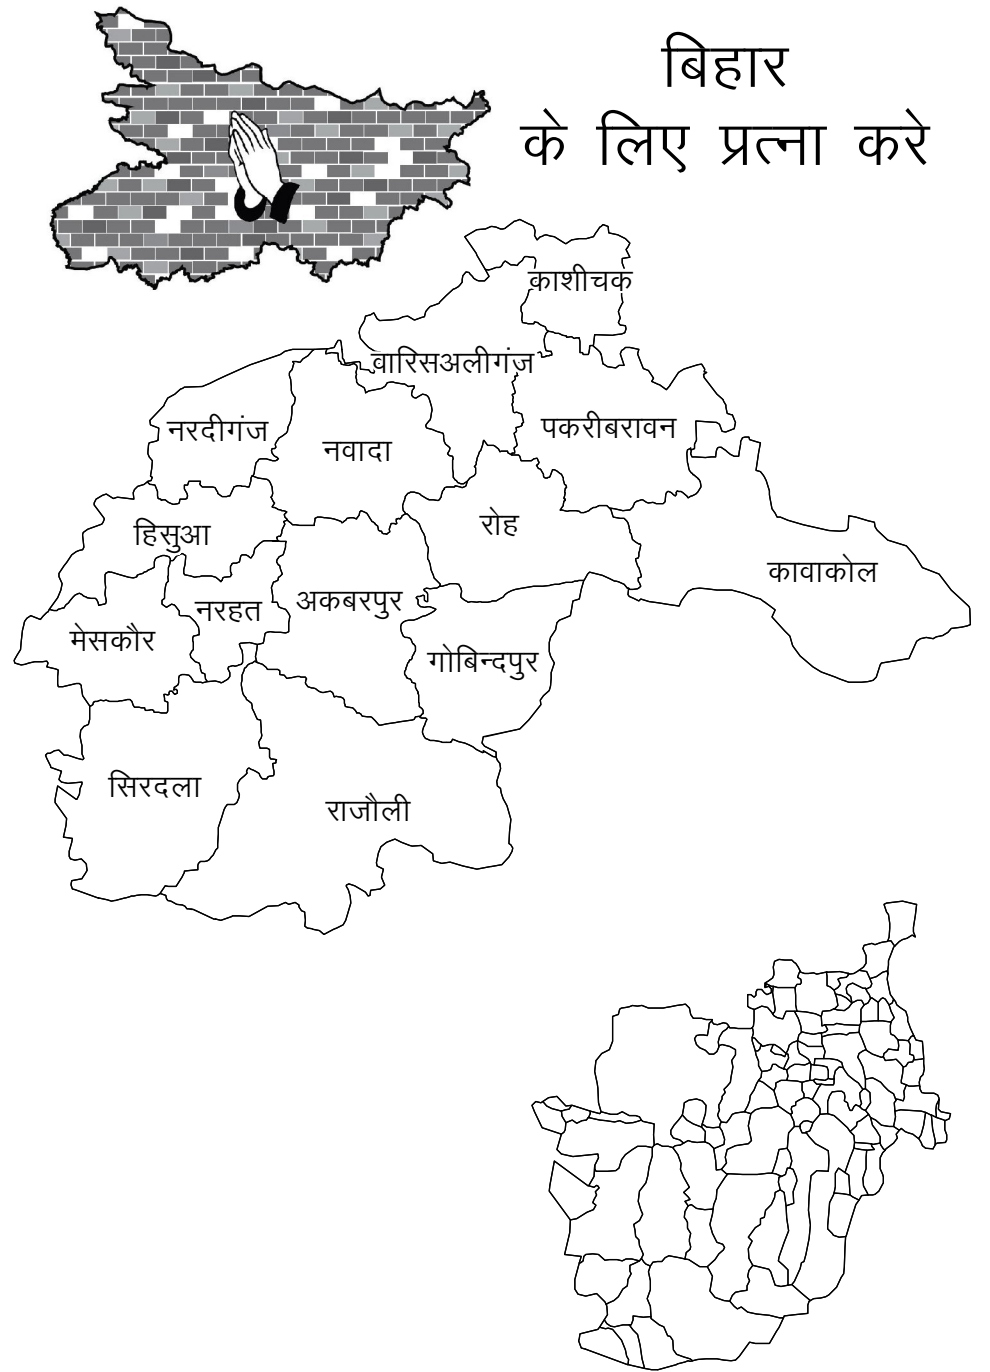 बिहार
के लिए प्रत्ना करे
काशीचक
वारिसअलीगंज
नरदीगंज
नवादा
पकरीबरावन
हिसुआ
रोह
कावाकोल
नरहत
अकबरपुर
मेसकौर
गोबिन्दपुर
सिरदला
राजौली